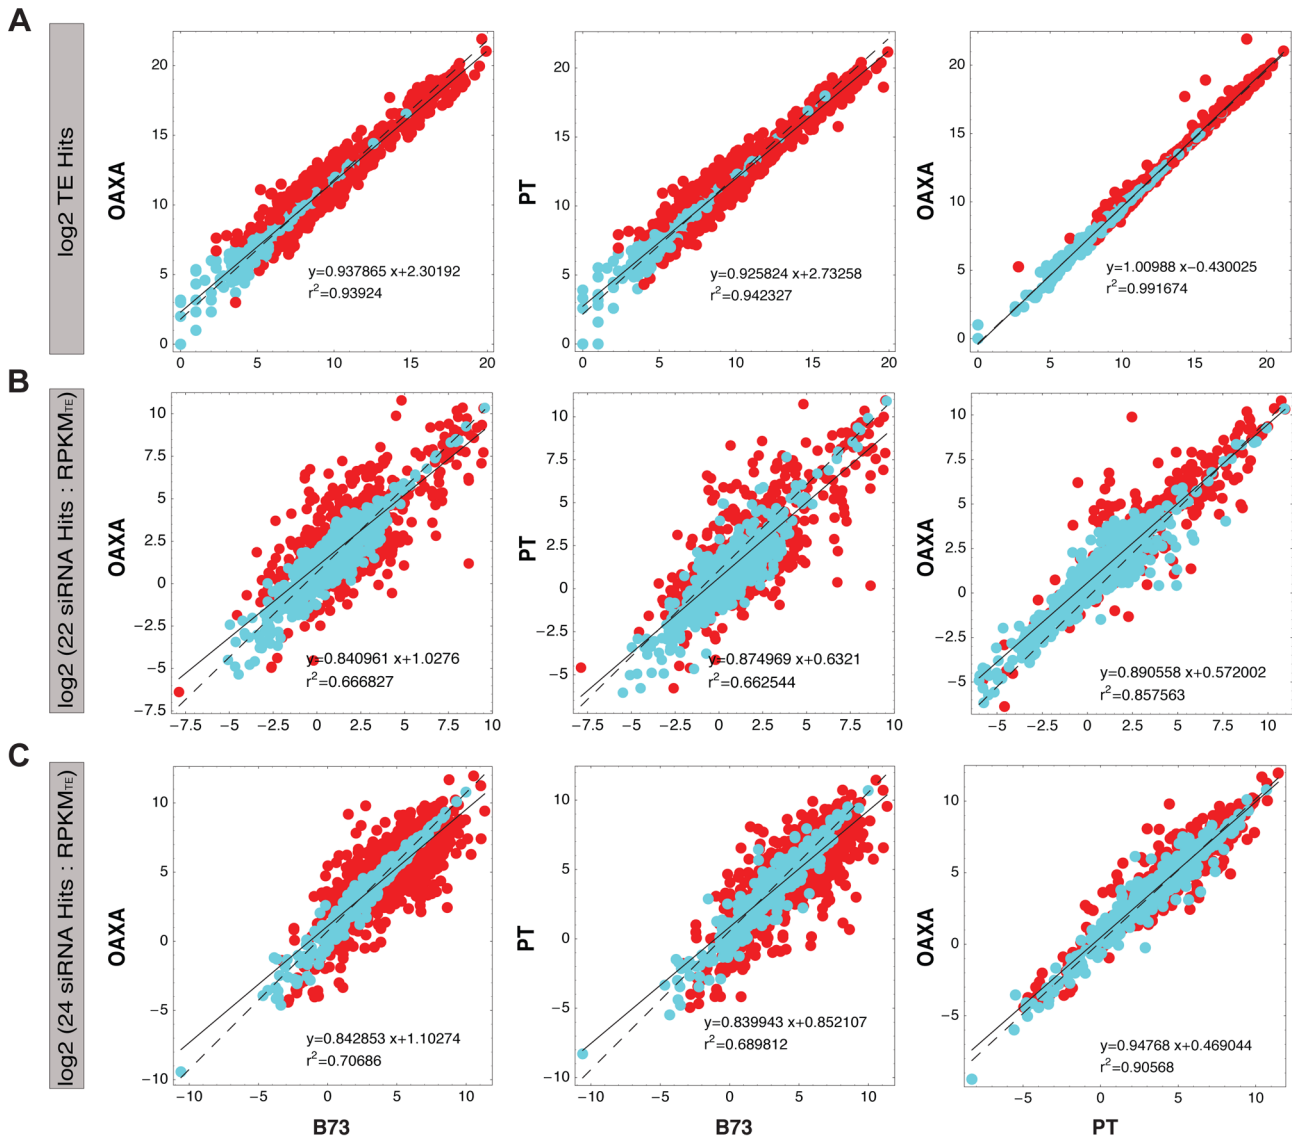 A
log2 TE Hits
OAXA
20
15
10
5
0
0
5
10
15
20
y=0.937865 x+2.30192
r2=0.93924
PT
20
15
10
5
0
0
5
10
15
20
y=0.925824 x+2.73258
r2=0.942327
OAXA
20
15
10
5
0
0
5
10
15
20
y=1.00988 x−0.430025
r2=0.991674
B
log2 (22 siRNA Hits : RPKMTE)
OAXA
10
7.5
5
2.5
0
−2.5
−5
−7.5
−7.5
−5
−2.5
0
2.5
5
7.5
10
y=0.840961 x+1.0276
r2=0.666827
PT
10
7.5
5
2.5
0
−2.5
−5
−7.5
−5
−2.5
0
2.5
5
7.5
10
y=0.874969 x+0.6321
r2=0.662544
OAXA
10
7.5
5
2.5
0
−2.5
−5
−5
−2.5
0
2.5
5
7.5
10
y=0.890558 x+0.572002
r2=0.857563
C
log2 (24 siRNA Hits : RPKMTE)
OAXA
10
5
0
−5
−10
−10
−5
0
5
10
y=0.842853 x+1.10274
r2=0.70686
B73
PT
10
5
0
−5
−10
−10
−5
0
5
10
y=0.839943 x+0.852107
r2=0.689812
B73
OAXA
10
5
0
−5
−5
0
5
10
y=0.94768 x+0.469044
r2=0.90568
PT